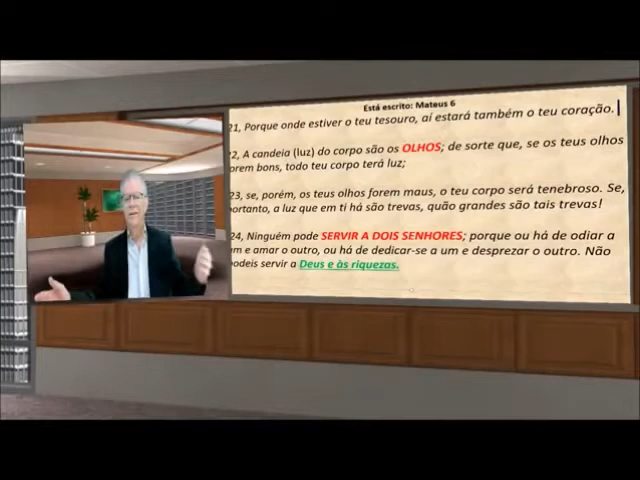 Está escrito: Mateus 6
21, Porque onde estiver o teu tesouro, aí estará também o teu coração.
2, A candeia (luz) do corpo são os OLHOS; de sorte que, se os teus olhos
orem bons, todo teu corpo terá luz;
23, se, porém, os teus olhos forem maus, o teu corpo será tenebroso. Se,
ortanto, a luz que em ti há são trevas, quão grandes são tais trevas!
24, Ninguém pode SERVIR A DOIS SENHORES; porque ou há de odiar a
m e amar o outro, ou há de dedicar-se a um e desprezar o outro. Não
odeis servir a Deus e às riquezas.